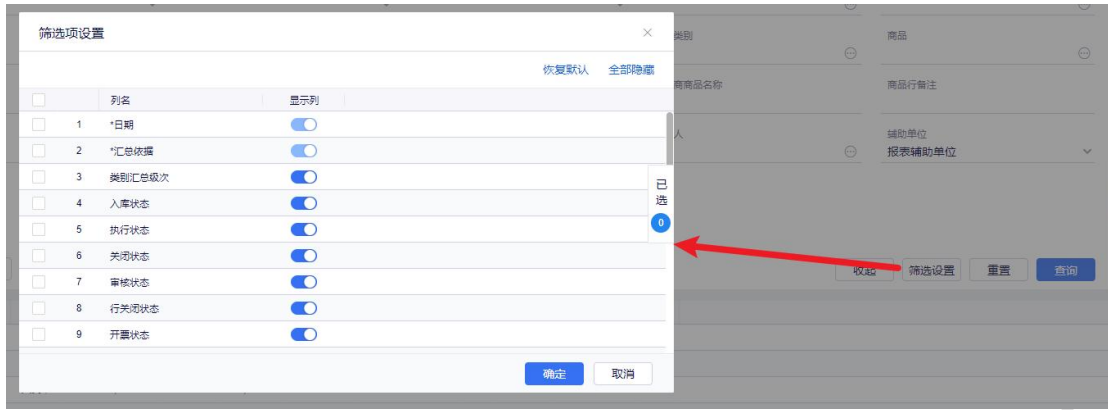 筛选项设置
类别
商品
恢复默认 全部隐藏
商商品名称
商品行备注
列名 显示列
1 *日期
2 *汇总依据
人
辅助单位
报表辅助单位
3 类别汇总级次
已选
0
4 入库状态
5 执行状态
6 关闭状态
收起 筛选设置 重置 查询
7 审核状态
8 行关闭状态
9 开票状态
确定 取消